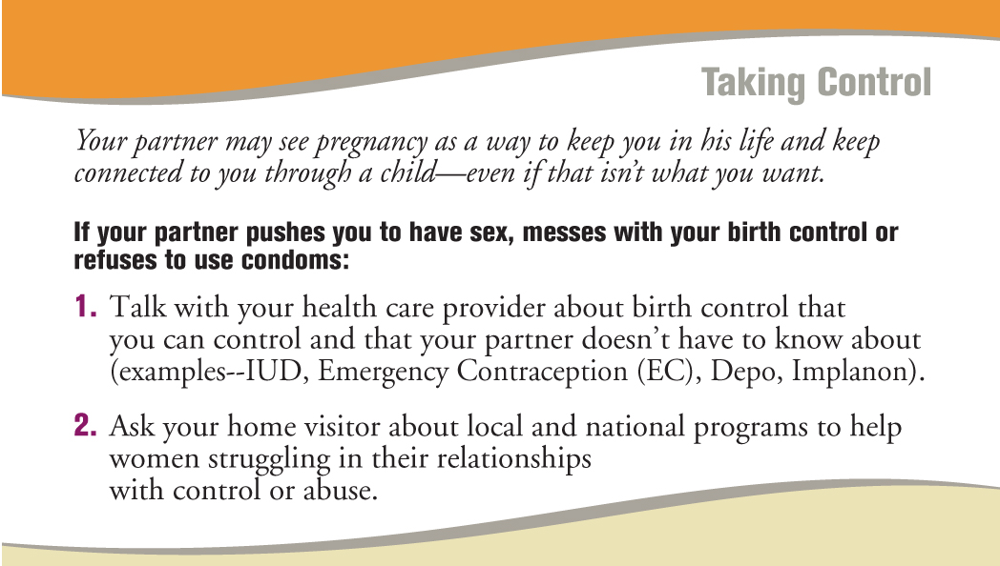 Taking Control
Your partner may see pregnancy as a way to keep you in his life and keep
connected to you through a child—even if that isn't what you want.
If your partner pushes you to have sex, messes with your birth control or
refuses to use condoms:
1. Talk with your health care provider about birth control that
you can control and that your partner doesn't have to know about
(examples--IUD, Emergency Contraception (EC), Depo, Implanon).
2. Ask your home visitor about local and national programs to help
women struggling in their relationships
with control or abuse.